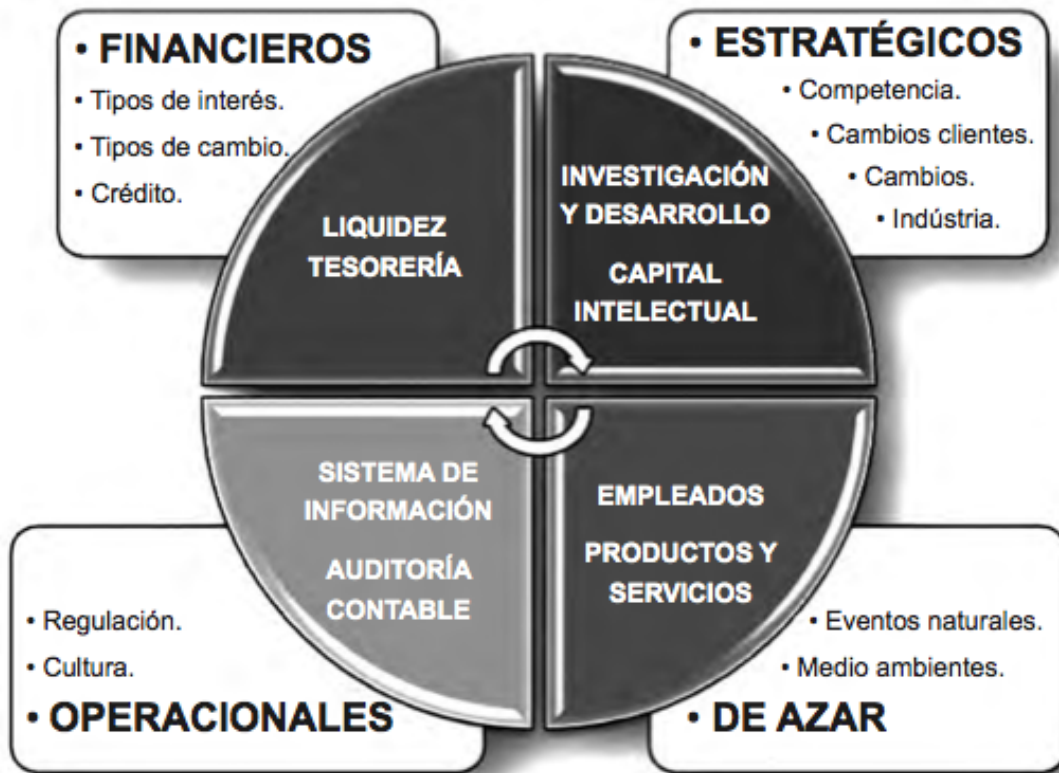 • FINANCIEROS
• Tipos de interés.
• Tipos de cambio.
• Crédito.
• ESTRATÉGICOS
• Competencia.
• Cambios clientes.
• Cambios.
• Indústria.
LIQUIDEZ
TESORERÍA
INVESTIGACIÓN
Y DESARROLLO
CAPITAL
INTELECTUAL
SISTEMA DE
INFORMACIÓN
AUDITORÍA
CONTABLE
EMPLEADOS
PRODUCTOS Y
SERVICIOS
• Regulación.
• Cultura.
• OPERACIONALES
• Eventos naturales.
• Medio ambientes.
• DE AZAR